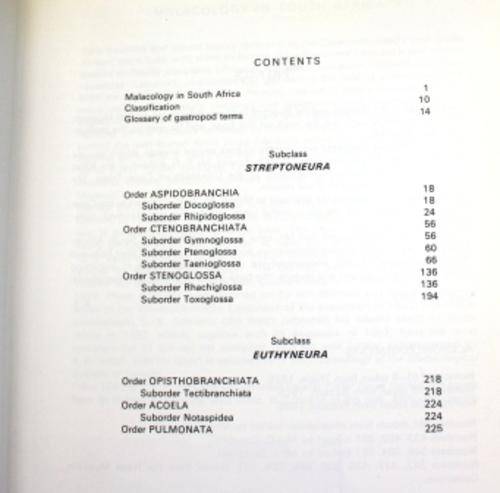 CONTENTS
Malacology in South Africa 1
Classification 10
Glossary of gastropod terms 14
Subclass
STREPTONEURA
Order ASPIDOBRANCHIA 18
Suborder Docoglossa 18
Suborder Rhipidoglossa 24
Order CTENOBRANCHIATA 56
Suborder Gymnoglossa 56
Suborder Ptenoglossa 60
Suborder Taenioglossa 66
Order STENOGLOSSA 136
Suborder Rhachiglossa 136
Suborder Toxoglossa 194
Subclass
EUTHYNEURA
Order OPISTHOBRANCHIATA 218
Suborder Tectibranchiata 218
Order ACOELA 224
Suborder Notaspidea 224
Order PULMONATA 225